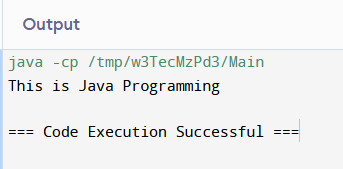 Output
java -cp /tmp/w3TecMzPd3/Main
This is Java Programming
=== Code Execution Successful ===